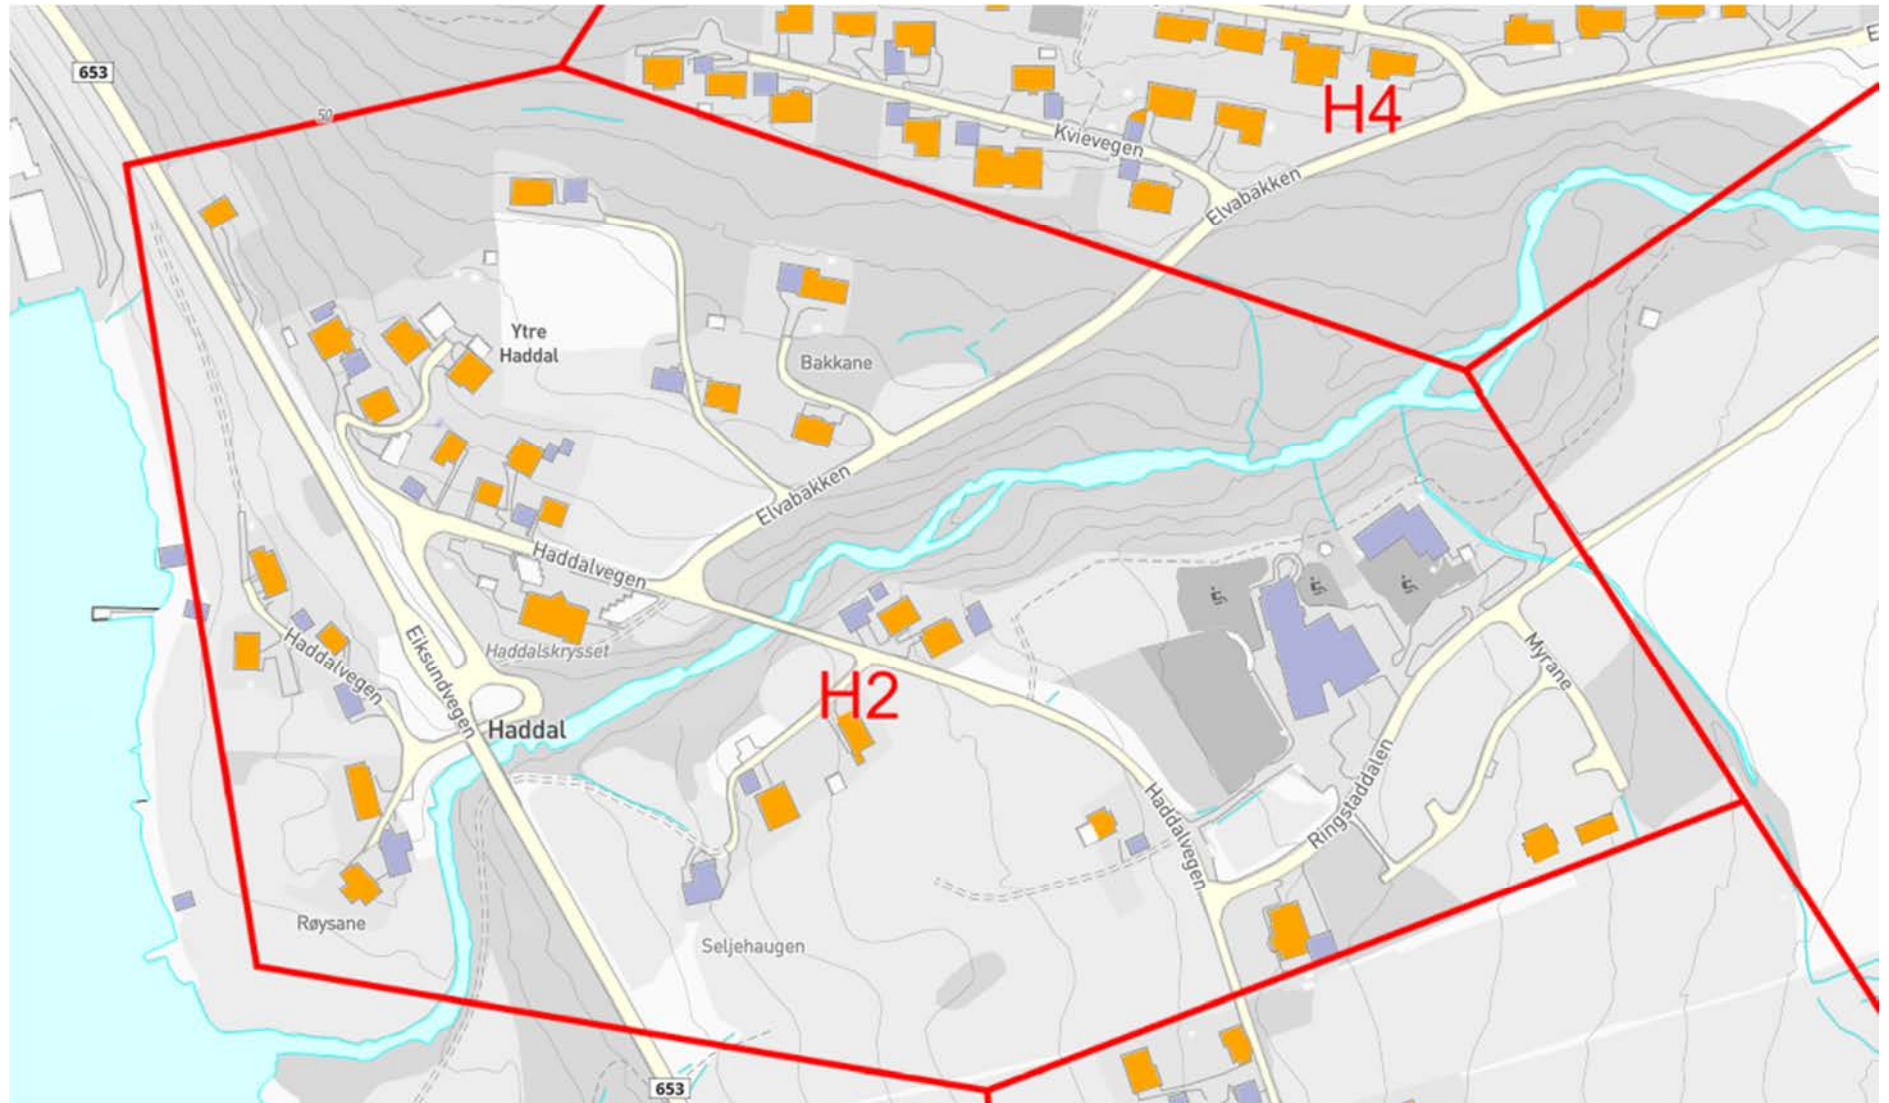 653
50
Kvievegen
H4
Elvabakken
Ytre
Haddal
Bakkane
Elvabakken
Haddalvegen
Haddalskrysset
Eiksundvegen
Haddalvegen
Myrane
H2
Haddal
Haddalvegen
Ringstaddalen
Røysane
Seljehaugen
653